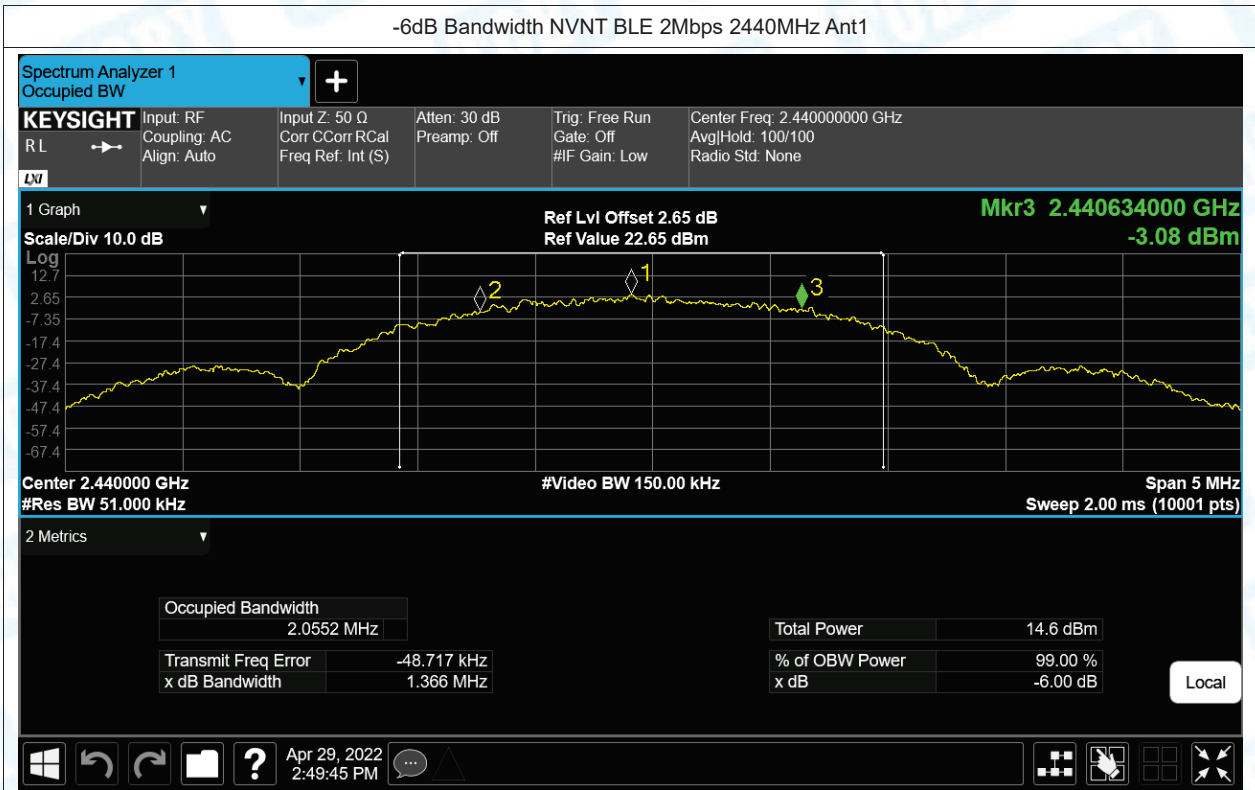 -6dB Bandwidth NVNT BLE 2Mbps 2440MHz Ant1
Spectrum Analyzer 1
Occupied BW
+
KEYSIGHT
R L
LXI
Input: RF
Coupling: AC
Align: Auto
Input Z: 50 Ω
Corr CCorr RCal
Freq Ref: Int (S)
Atten: 30 dB
Preamp: Off
Trig: Free Run
Gate: Off
#IF Gain: Low
Center Freq: 2.440000000 GHz
Avg|Hold: 100/100
Radio Std: None
1 Graph
Scale/Div 10.0 dB
Log
Ref Lvl Offset 2.65 dB
Ref Value 22.65 dBm
Mkr3 2.440634000 GHz
-3.08 dBm
12.7
2.65
-7.35
-17.4
-27.4
-37.4
-47.4
-57.4
-67.4
2
1
3
Center 2.440000 GHz
#Res BW 51.000 kHz
#Video BW 150.00 kHz
Span 5 MHz
Sweep 2.00 ms (10001 pts)
2 Metrics
Occupied Bandwidth
2.0552 MHz
Transmit Freq Error -48.717 kHz
x dB Bandwidth 1.366 MHz
Total Power 14.6 dBm
% of OBW Power 99.00 %
x dB -6.00 dB
Local
?
Apr 29, 2022
2:49:45 PM